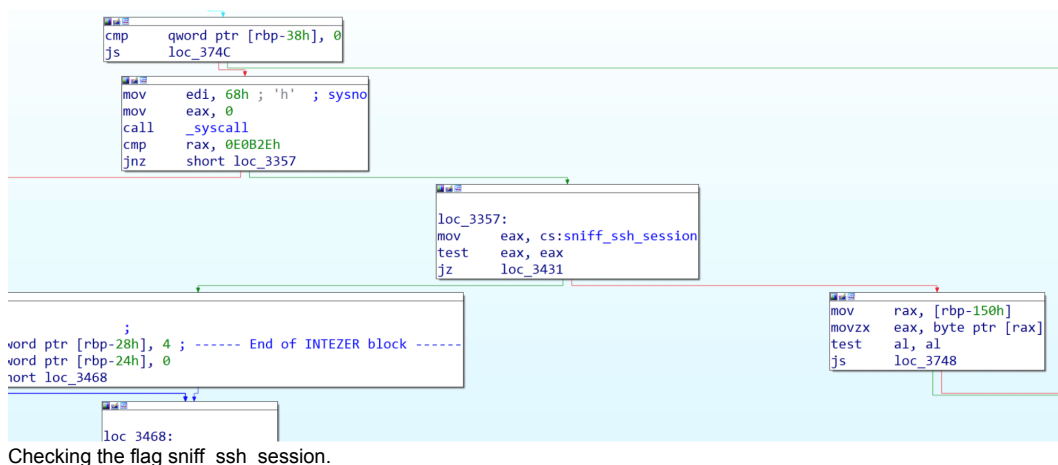 cmp     qword ptr [rbp-38h], 0
js      loc_374C
mov     edi, 68h ; 'h'  ; sysno
mov     eax, 0
call    _syscall
cmp     rax, 0E0B2Eh
jnz     short loc_3357
loc_3357:
mov     eax, cs:sniff_ssh_session
test    eax, eax
jz      loc_3431
;
word ptr [rbp-28h], 4 ; ------ End of INTEZER block ------
word ptr [rbp-24h], 0
hort loc_3468
mov     rax, [rbp-150h]
movzx   eax, byte ptr [rax]
test    al, al
js      loc_3748
loc_3468:
Checking the flag sniff_ssh_session.